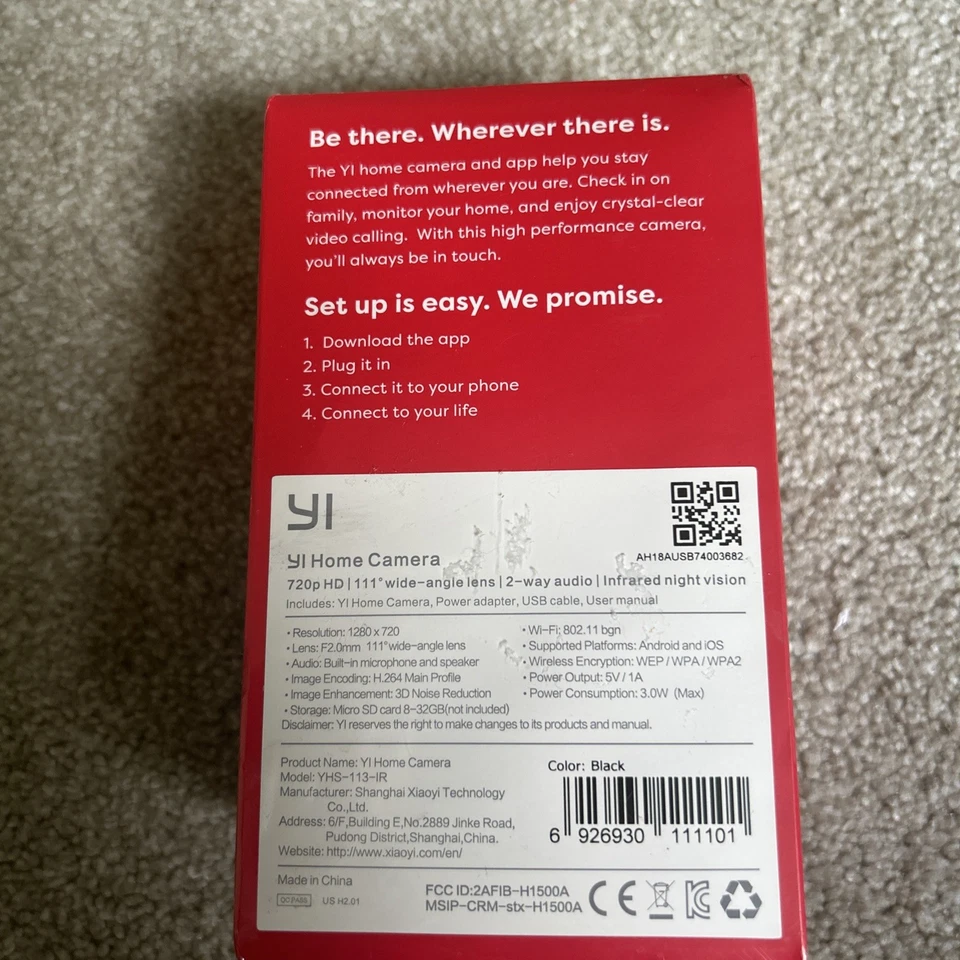 Be there. Wherever there is.
The YI home camera and app help you stay
connected from wherever you are. Check in on
family, monitor your home, and enjoy crystal-clear
video calling. With this high performance camera,
you'll always be in touch.
Set up is easy. We promise.
1. Download the app
2. Plug it in
3. Connect it to your phone
4. Connect to your life
YI
AH18AUSB74003682
YI Home Camera
720p HD | 111° wide-angle lens | 2-way audio | Infrared night vision
Includes: YI Home Camera, Power adapter, USB cable, User manual
• Resolution: 1280 x 720
• Lens: F2.0mm 111° wide-angle lens
• Audio: Built-in microphone and speaker
• Image Encoding: H.264 Main Profile
• Image Enhancement: 3D Noise Reduction
• Storage: Micro SD card 8-32GB(not included)
• Wi-Fi: 802.11 bgn
• Supported Platforms: Android and iOS
• Wireless Encryption: WEP / WPA / WPA2
• Power Output: 5V / 1A
• Power Consumption: 3.0W (Max)
Disclaimer: YI reserves the right to make changes to its products and manual.
Product Name: YI Home Camera
Model: YHS-113-IR
Manufacturer: Shanghai Xiaoyi Technology
Co.,Ltd.
Address: 6/F,Building E,No.2889 Jinke Road,
Pudong District,Shanghai,China.
Website: http://www.xiaoyi.com/en/
Color: Black
6 926930 111101
Made in China
QC PASS US H2.01
FCC ID:2AFIB-H1500A
MSIP-CRM-stx-H1500A
CE